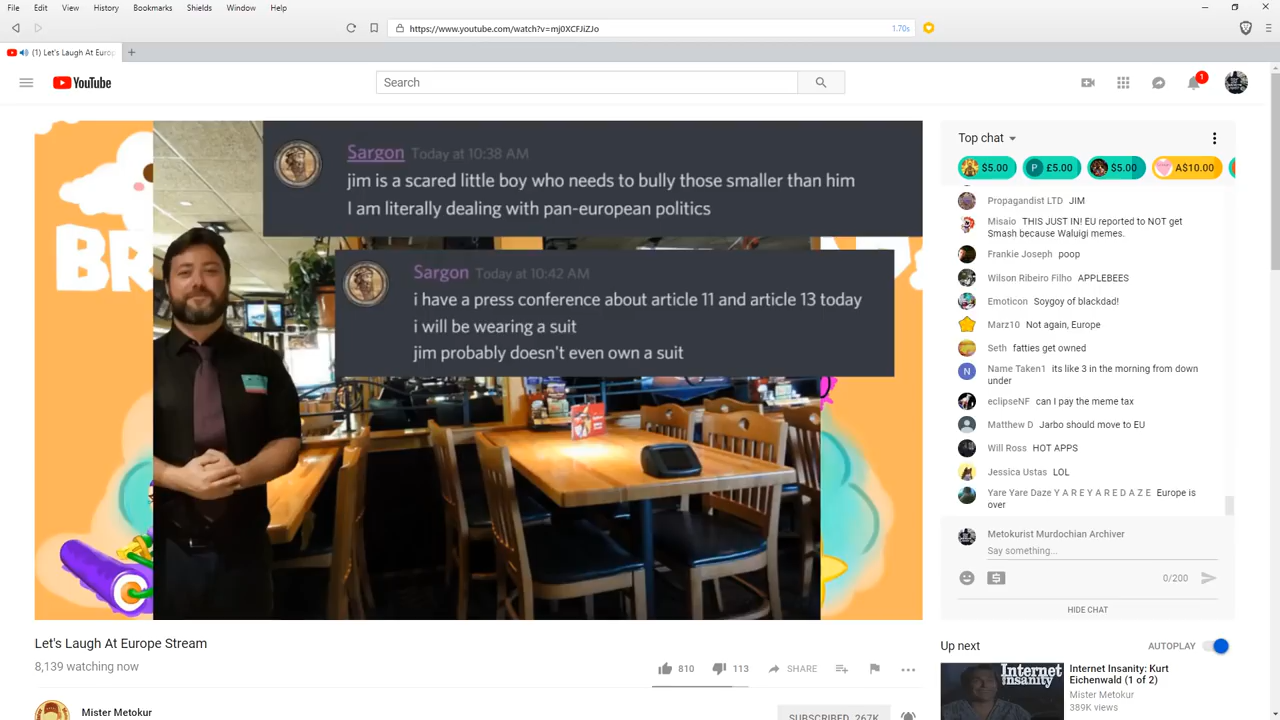 File Edit View History Bookmarks Shields Window Help
https://www.youtube.com/watch?v=mj0XCFJiZJo
1.70s
(1) Let's Laugh At Europ
YouTube
Search
1
BR
Sargon Today at 10:38 AM
jim is a scared little boy who needs to bully those smaller than him
I am literally dealing with pan-european politics
Sargon Today at 10:42 AM
i have a press conference about article 11 and article 13 today
i will be wearing a suit
jim probably doesn't even own a suit
Top chat
$5.00 P £5.00 $5.00 A$10.00
Propagandist LTD JIM
Misaio THIS JUST IN! EU reported to NOT get
Smash because Waluigi memes.
Frankie Joseph poop
Wilson Ribeiro Filho APPLEBEES
Emoticon Soygoy of blackdad!
Marz10 Not again, Europe
Seth fatties get owned
N Name Taken1 its like 3 in the morning from down
under
eclipseNF can I pay the meme tax
Matthew D Jarbo should move to EU
Will Ross HOT APPS
Jessica Ustas LOL
Yare Yare Daze Y A R E Y A R E D A Z E Europe is
over
Metokurist Murdochian Archiver
Say something...
0/200
HIDE CHAT
Let's Laugh At Europe Stream
8,139 watching now
810 113 SHARE
Mister Metokur
SUBSCRIBED 267K
Up next AUTOPLAY
Internet
insanity
Internet Insanity: Kurt
Eichenwald (1 of 2)
Mister Metokur
389K views